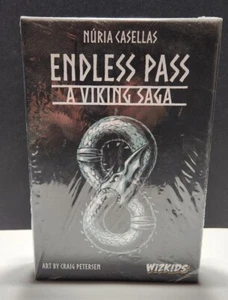 NÚRIA CASELLAS
ENDLESS PASS
A VIKING SAGA
ART BY CRAIG PETERSEN
WIZKIDS